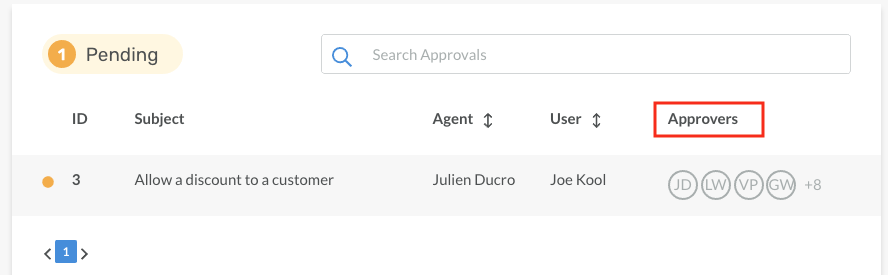 1 Pending
Search Approvals
ID Subject Agent User Approvers
3 Allow a discount to a customer Julien Ducro Joe Kool JD LW VP GW +8
1